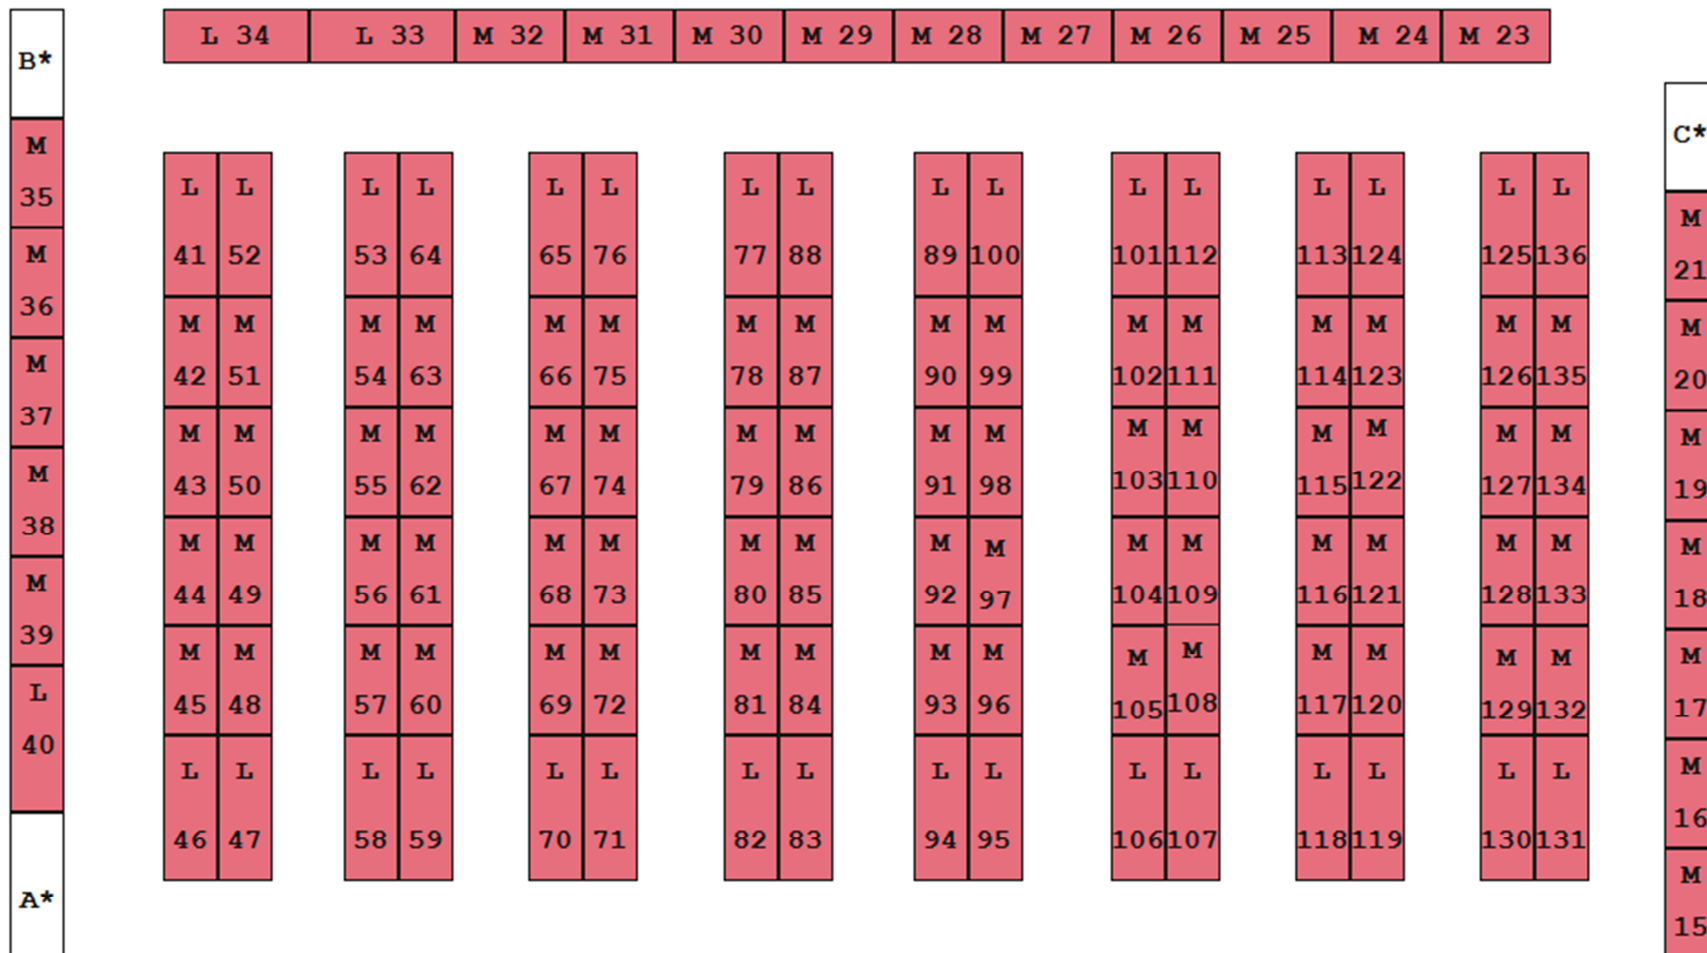 L 34 L 33 M 32 M 31 M 30 M 29 M 28 M 27 M 26 M 25 M 24 M 23
B*
M
35
M
36
M
37
M
38
M
39
L
40
A*
L L L L L L L L L L L L L L L L
41 52 53 64 65 76 77 88 89 100 101 112 113 124 125 136
M M M M M M M M M M M M M M M M
42 51 54 63 66 75 78 87 90 99 102 111 114 123 126 135
M M M M M M M M M M M M M M M M
43 50 55 62 67 74 79 86 91 98 103 110 115 122 127 134
M M M M M M M M M M M M M M M M
44 49 56 61 68 73 80 85 92 97 104 109 116 121 128 133
M M M M M M M M M M M M M M M M
45 48 57 60 69 72 81 84 93 96 105 108 117 120 129 132
L L L L L L L L L L L L L L L L
46 47 58 59 70 71 82 83 94 95 106 107 118 119 130 131
C*
M
21
M
20
M
19
M
18
M
17
M
16
M
15